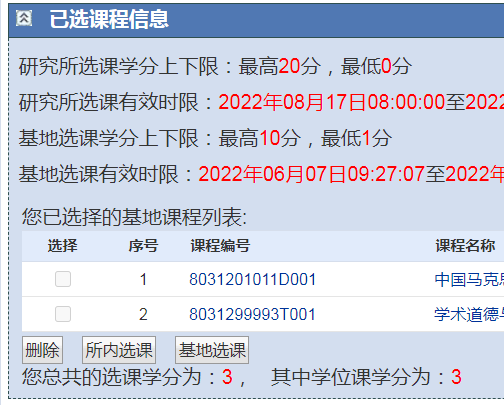 已选课程信息
研究所选课学分上下限：最高20分，最低0分
研究所选课有效时限：2022年08月17日08:00:00至2022
基地选课学分上下限：最高10分，最低1分
基地选课有效时限：2022年06月07日09:27:07至2022年
您已选择的基地课程列表:
选择 序号 课程编号 课程名称
1 8031201011D001 中国马克思
2 8031299993T001 学术道德与
删除 所内选课 基地选课
您总共的选课学分为：3， 其中学位课学分为：3